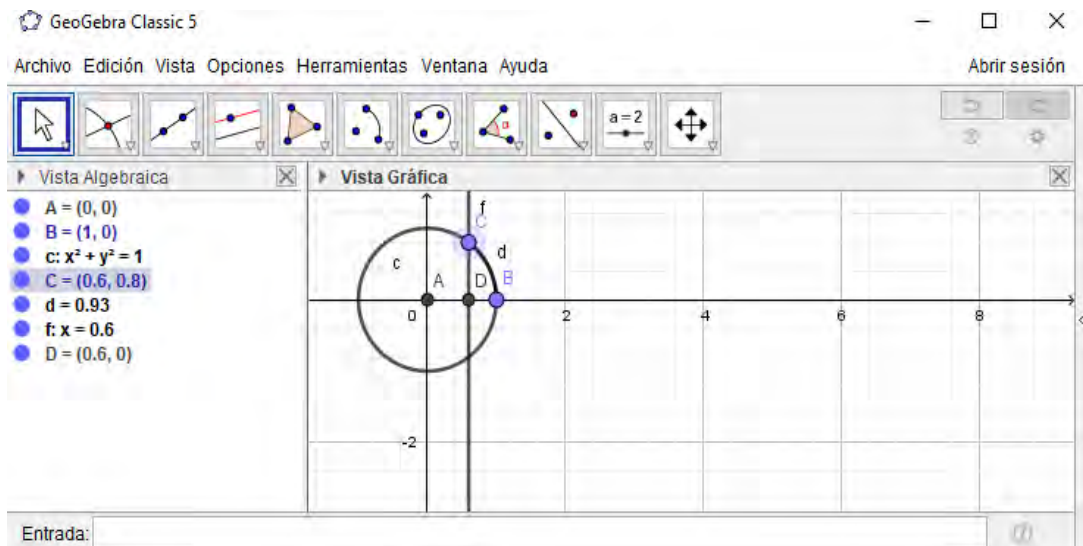 GeoGebra Classic 5
Archivo Edición Vista Opciones Herramientas Ventana Ayuda Abrir sesión
α
a = 2
Vista Algebraica
Vista Gráfica
A = (0, 0)
B = (1, 0)
c: x² + y² = 1
C = (0.6, 0.8)
d = 0.93
f: x = 0.6
D = (0.6, 0)
f
C
c
d
A
D
B
0
2
4
6
8
-2
Entrada: